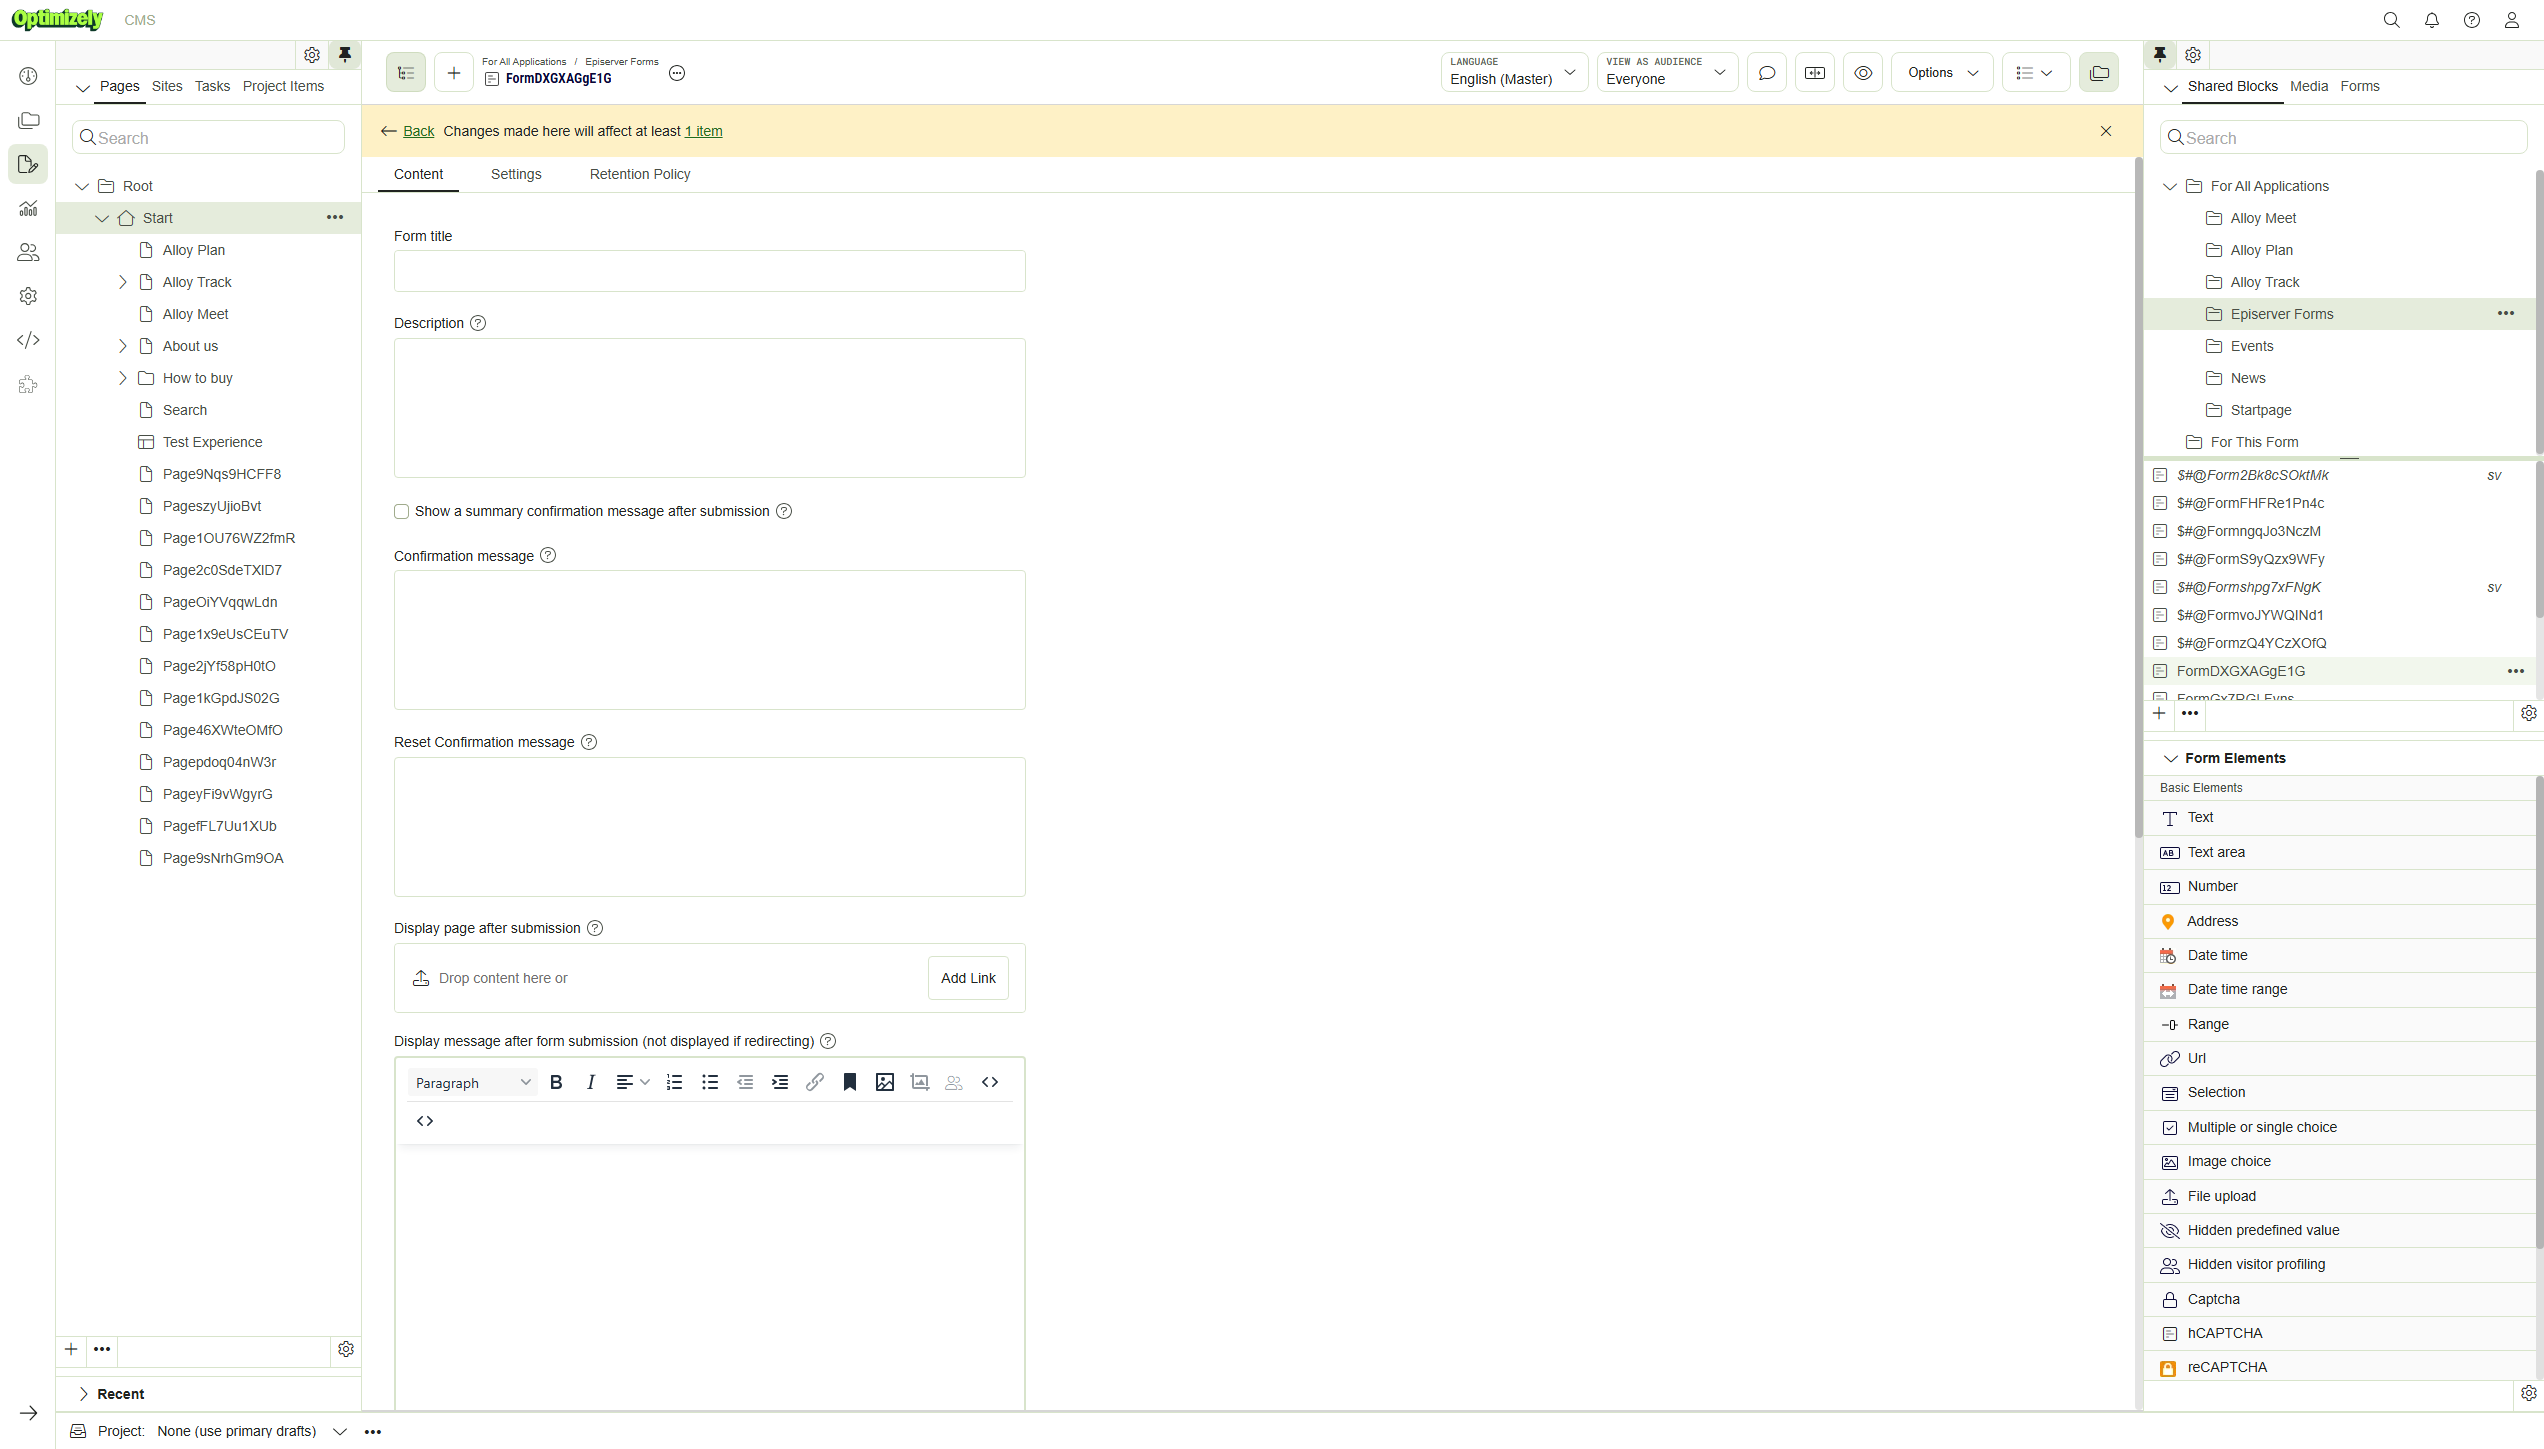 Optimizely CMS
Pages Sites Tasks Project Items
Search
Root
Start
Alloy Plan
Alloy Track
Alloy Meet
About us
How to buy
Search
Test Experience
Page9Nqs9HCFF8
PageszyUjioBvt
Page1OU76WZ2fmR
Page2c0SdeTXlD7
PageOiYVqqwLdn
Page1x9eUsCEuTV
Page2jYf58pH0tO
Page1kGpdJS02G
Page46XWteOMfO
Pagepdoq04nW3r
PageyFi9vWgyrG
PagefFL7Uu1XUb
Page9sNrhGm9OA
Recent
Project: None (use primary drafts)
For All Applications / Episerver Forms
FormDXGXAGgE1G
LANGUAGE
English (Master)
VIEW AS AUDIENCE
Everyone
Options
Back Changes made here will affect at least 1 item
Content Settings Retention Policy
Form title
Description
Show a summary confirmation message after submission
Confirmation message
Reset Confirmation message
Display page after submission
Drop content here or Add Link
Display message after form submission (not displayed if redirecting)
Paragraph
Shared Blocks Media Forms
Search
For All Applications
Alloy Meet
Alloy Plan
Alloy Track
Episerver Forms
Events
News
Startpage
For This Form
$#@Form2Bk8cSOktMk sv
$#@FormFHFRe1Pn4c
$#@FormngqJo3NczM
$#@FormS9yQzx9WFy
$#@Formshpg7xFNgK sv
$#@FormvoJYWQINd1
$#@FormzQ4YCzXOfQ
FormDXGXAGgE1G
Form Elements
Basic Elements
Text
Text area
Number
Address
Date time
Date time range
Range
Url
Selection
Multiple or single choice
Image choice
File upload
Hidden predefined value
Hidden visitor profiling
Captcha
hCAPTCHA
reCAPTCHA